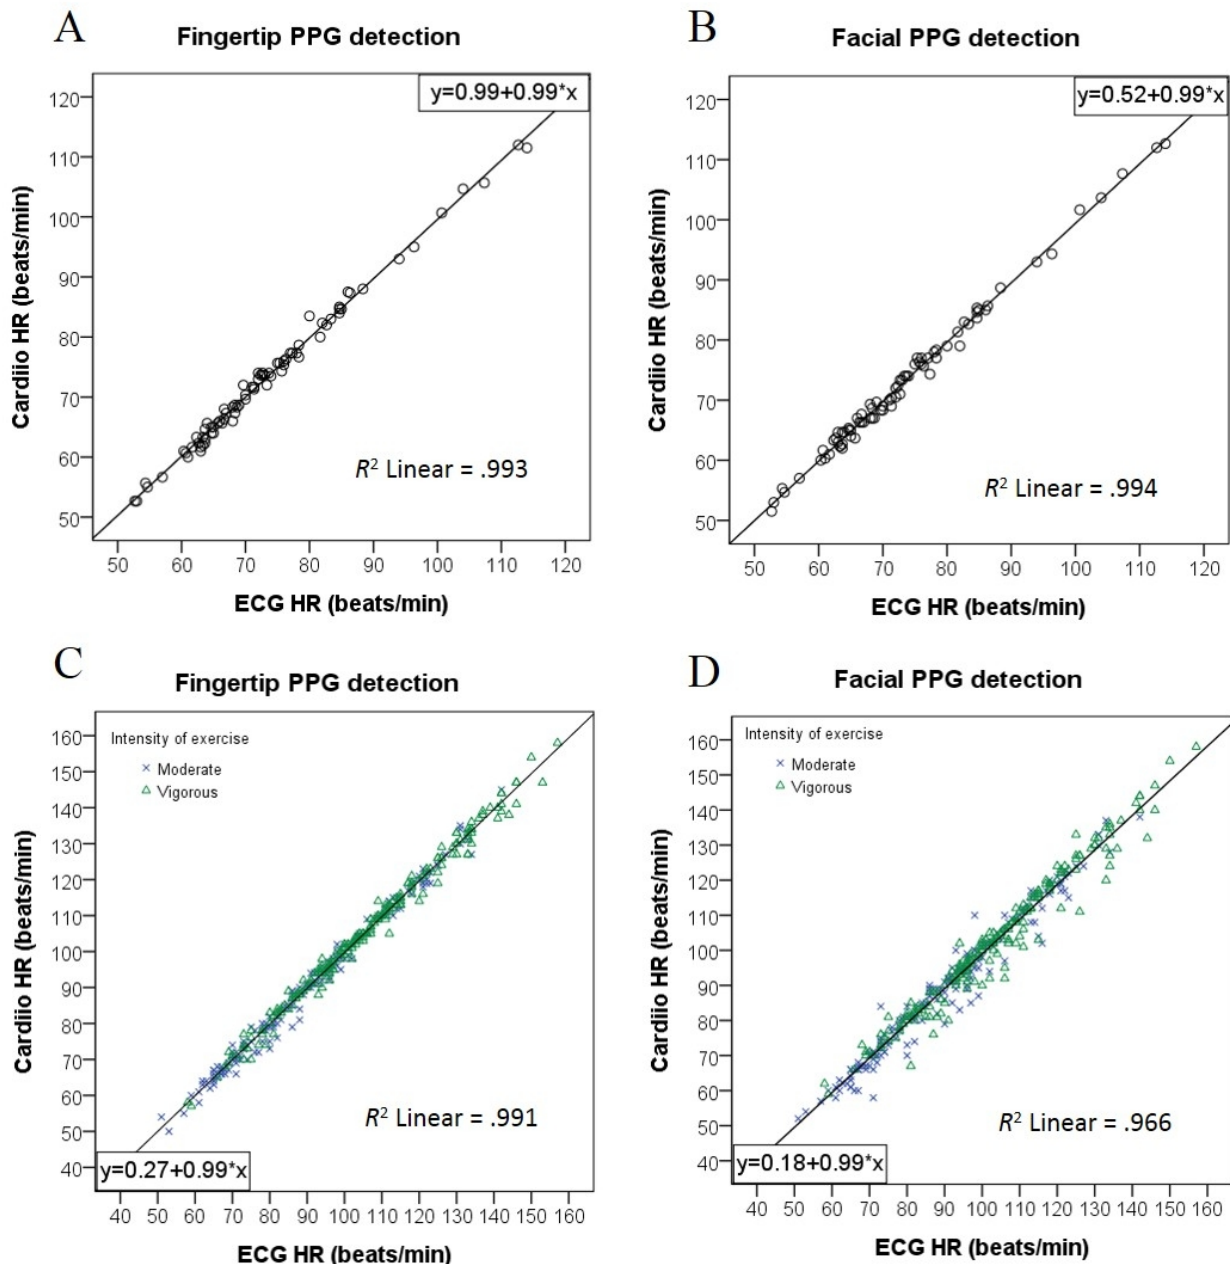 A
Fingertip PPG detection
y=0.99+0.99*x
120
110
100
90
80
70
60
50
Cardiio HR (beats/min)
R² Linear = .993
50 60 70 80 90 100 110 120
ECG HR (beats/min)
B
Facial PPG detection
y=0.52+0.99*x
120
110
100
90
80
70
60
50
Cardiio HR (beats/min)
R² Linear = .994
50 60 70 80 90 100 110 120
ECG HR (beats/min)
C
Fingertip PPG detection
Intensity of exercise
Moderate
Vigorous
160
150
140
130
120
110
100
90
80
70
60
50
40
Cardiio HR (beats/min)
R² Linear = .991
y=0.27+0.99*x
40 50 60 70 80 90 100 110 120 130 140 150 160
ECG HR (beats/min)
D
Facial PPG detection
Intensity of exercise
Moderate
Vigorous
160
150
140
130
120
110
100
90
80
70
60
50
40
Cardiio HR (beats/min)
R² Linear = .966
y=0.18+0.99*x
40 50 60 70 80 90 100 110 120 130 140 150 160
ECG HR (beats/min)